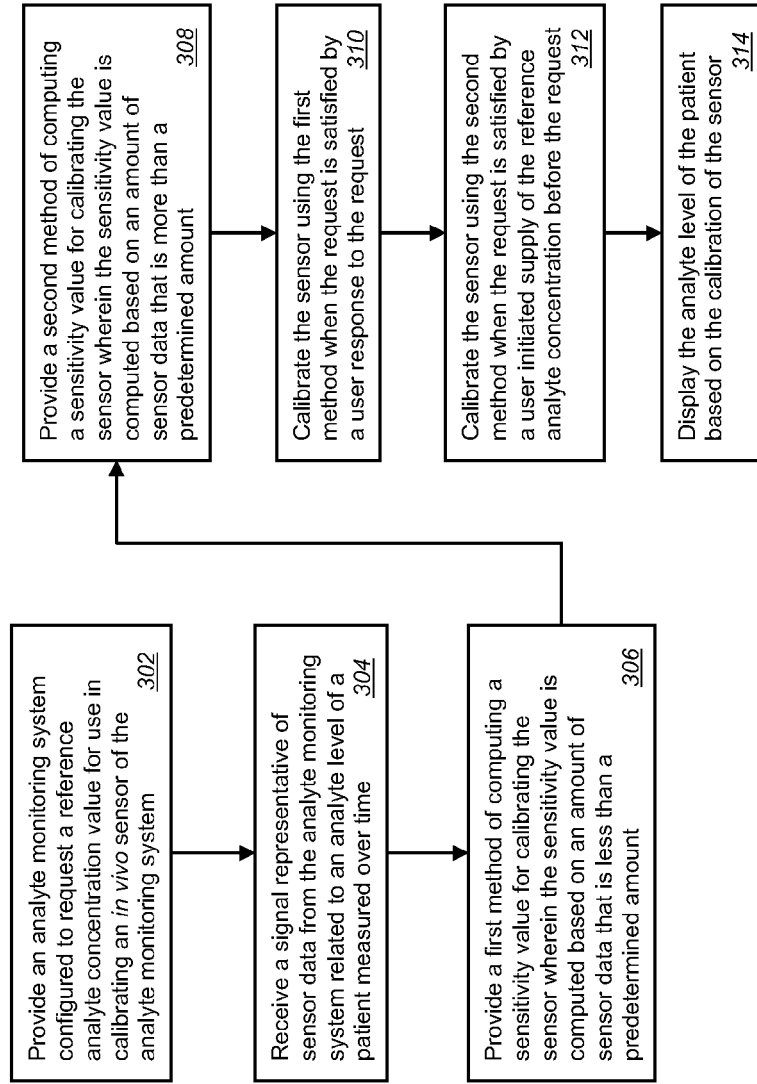 Provide an analyte monitoring system
configured to request a reference
analyte concentration value for use in
calibrating an in vivo sensor of the
analyte monitoring system
302
Receive a signal representative of
sensor data from the analyte monitoring
system related to an analyte level of a
patient measured over time
304
Provide a first method of computing a
sensitivity value for calibrating the
sensor wherein the sensitivity value is
computed based on an amount of
sensor data that is less than a
predetermined amount
306
Provide a second method of computing
a sensitivity value for calibrating the
sensor wherein the sensitivity value is
computed based on an amount of
sensor data that is more than a
predetermined amount
308
Calibrate the sensor using the first
method when the request is satisfied by
a user response to the request
310
Calibrate the sensor using the second
method when the request is satisfied by
a user initiated supply of the reference
analyte concentration before the request
312
Display the analyte level of the patient
based on the calibration of the sensor
314